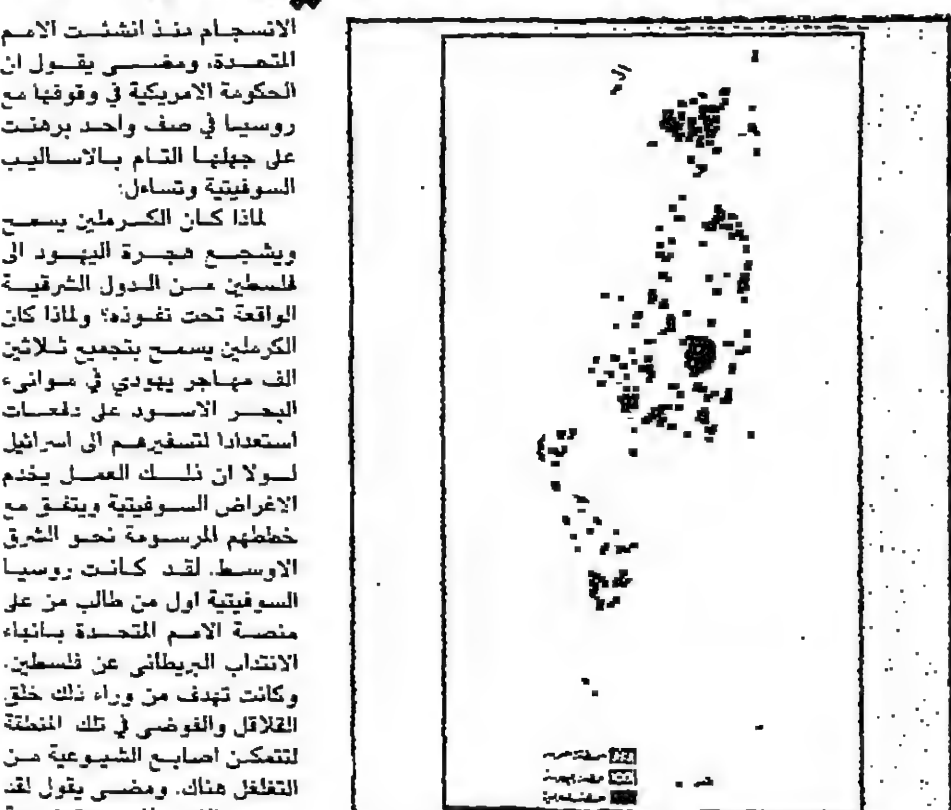 الانسجام منذ انشئت الامم
المتحدة، ومضى يقول ان
الحكومة الامريكية في وقوفها مع
روسيا في صف واحد برهنت
على جهلها التام بالاساليب
السوفيتية وتساءل:
لماذا كان الكرملين يسمح
ويشجع هجرة اليهود الى
فلسطين من الدول الشرقية
الواقعة تحت نفوذه؛ ولماذا كان
الكرملين يسمح بتجميع ثلاثين
الف مهاجر يهودي في موانىء
البحر الاسود على دفعات
استعدادا لتسفيرهم الى اسرائيل
لولا ان ذلك العمل يخدم
الاغراض السوفيتية ويتفق مع
خططهم المرسومة نحو الشرق
الاوسط. لقد كانت روسيا
السوفيتية اول من طالب من على
منصة الامم المتحدة بانهاء
الانتداب البريطاني عن فلسطين.
وكانت تهدف من وراء ذلك خلق
القلاقل والفوضى في تلك المنطقة
لتتمكن اصابع الشيوعية من
التغلغل هناك. ومضى يقول لقد